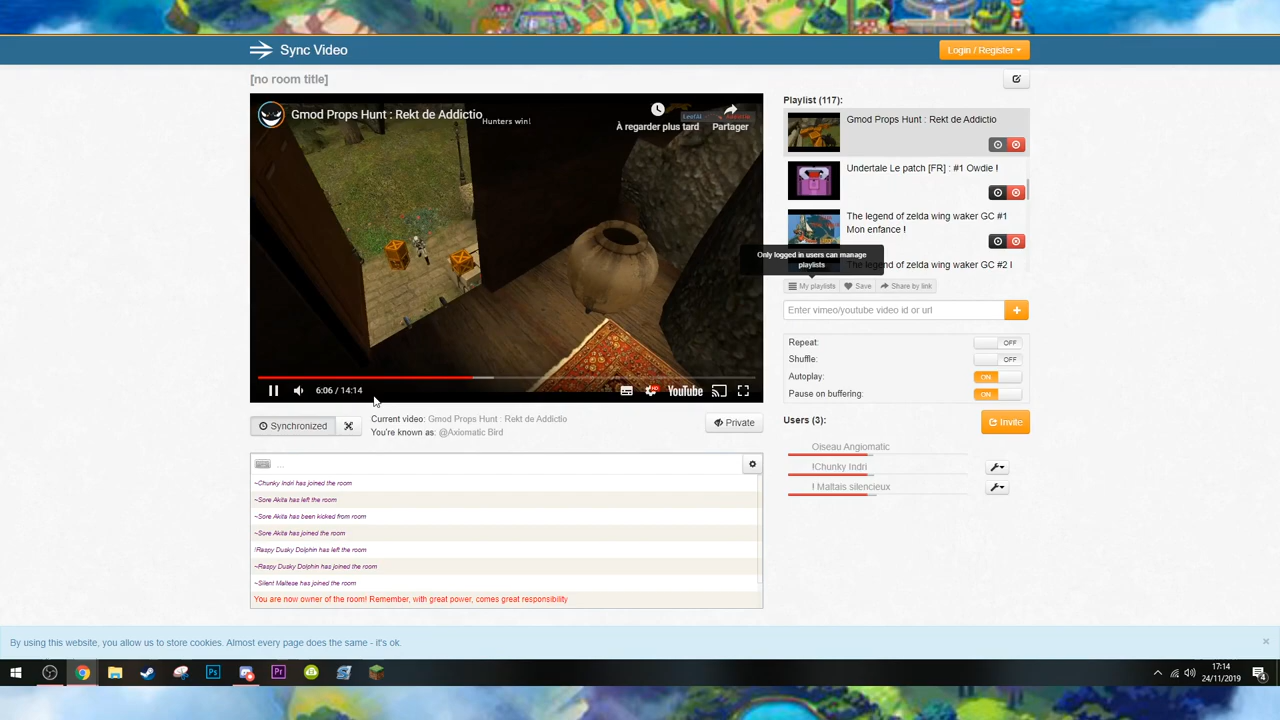 Sync Video
Login / Register
[no room title]
Gmod Props Hunt : Rekt de Addictio
Hunters win!
À regarder plus tard
Partager
6:06 / 14:14
HD
YouTube
Playlist (117):
Gmod Props Hunt : Rekt de Addictio
Undertale Le patch [FR] : #1 Owdie !
The legend of zelda wing waker GC #1
Mon enfance !
The legend of zelda wing waker GC #2 I
Only logged in users can manage
playlists
My playlists
Save
Share by link
Enter vimeo/youtube video id or url
Repeat:
OFF
Shuffle:
OFF
Autoplay:
ON
Pause on buffering:
ON
Synchronized
Current video: Gmod Props Hunt : Rekt de Addictio
You're known as: @Axiomatic Bird
Private
Users (3):
Invite
Oiseau Angiomatic
!Chunky Indri
! Maltais silencieux
...
~Chunky Indri has joined the room
~Sore Akita has left the room
~Sore Akita has been kicked from room
~Sore Akita has joined the room
!Raspy Dusky Dolphin has left the room
~Raspy Dusky Dolphin has joined the room
~Silent Maltese has joined the room
You are now owner of the room! Remember, with great power, comes great responsibility
By using this website, you allow us to store cookies. Almost every page does the same - it's ok.
×
Ps
Pr
17:14
24/11/2019
4